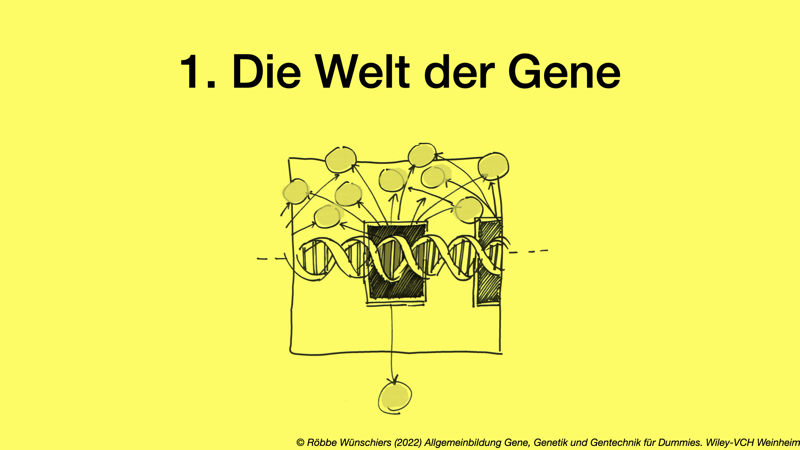 1. Die Welt der Gene
© Röbbe Wünschiers (2022) Allgemeinbildung Gene, Genetik und Gentechnik für Dummies. Wiley-VCH Weinheim